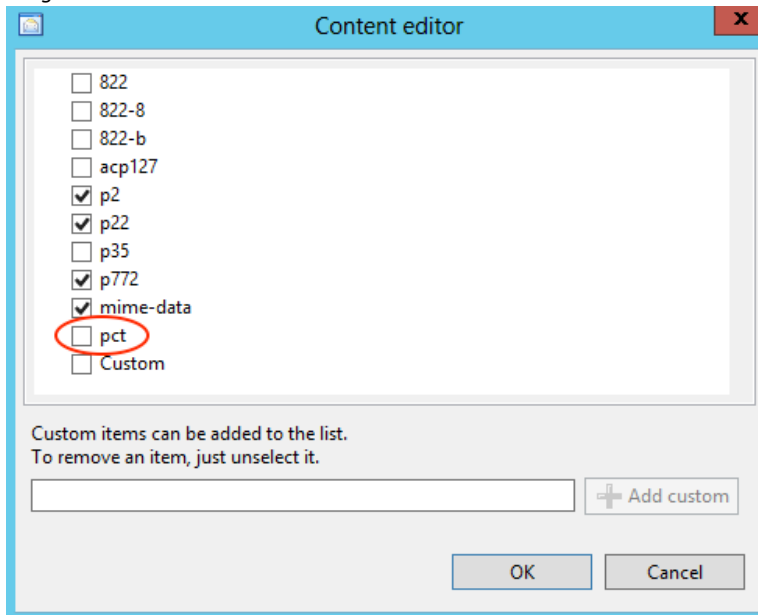 Content editor
x
822
822-8
822-b
acp127
p2
p22
p35
p772
mime-data
pct
Custom
Custom items can be added to the list.
To remove an item, just unselect it.
Add custom
OK
Cancel